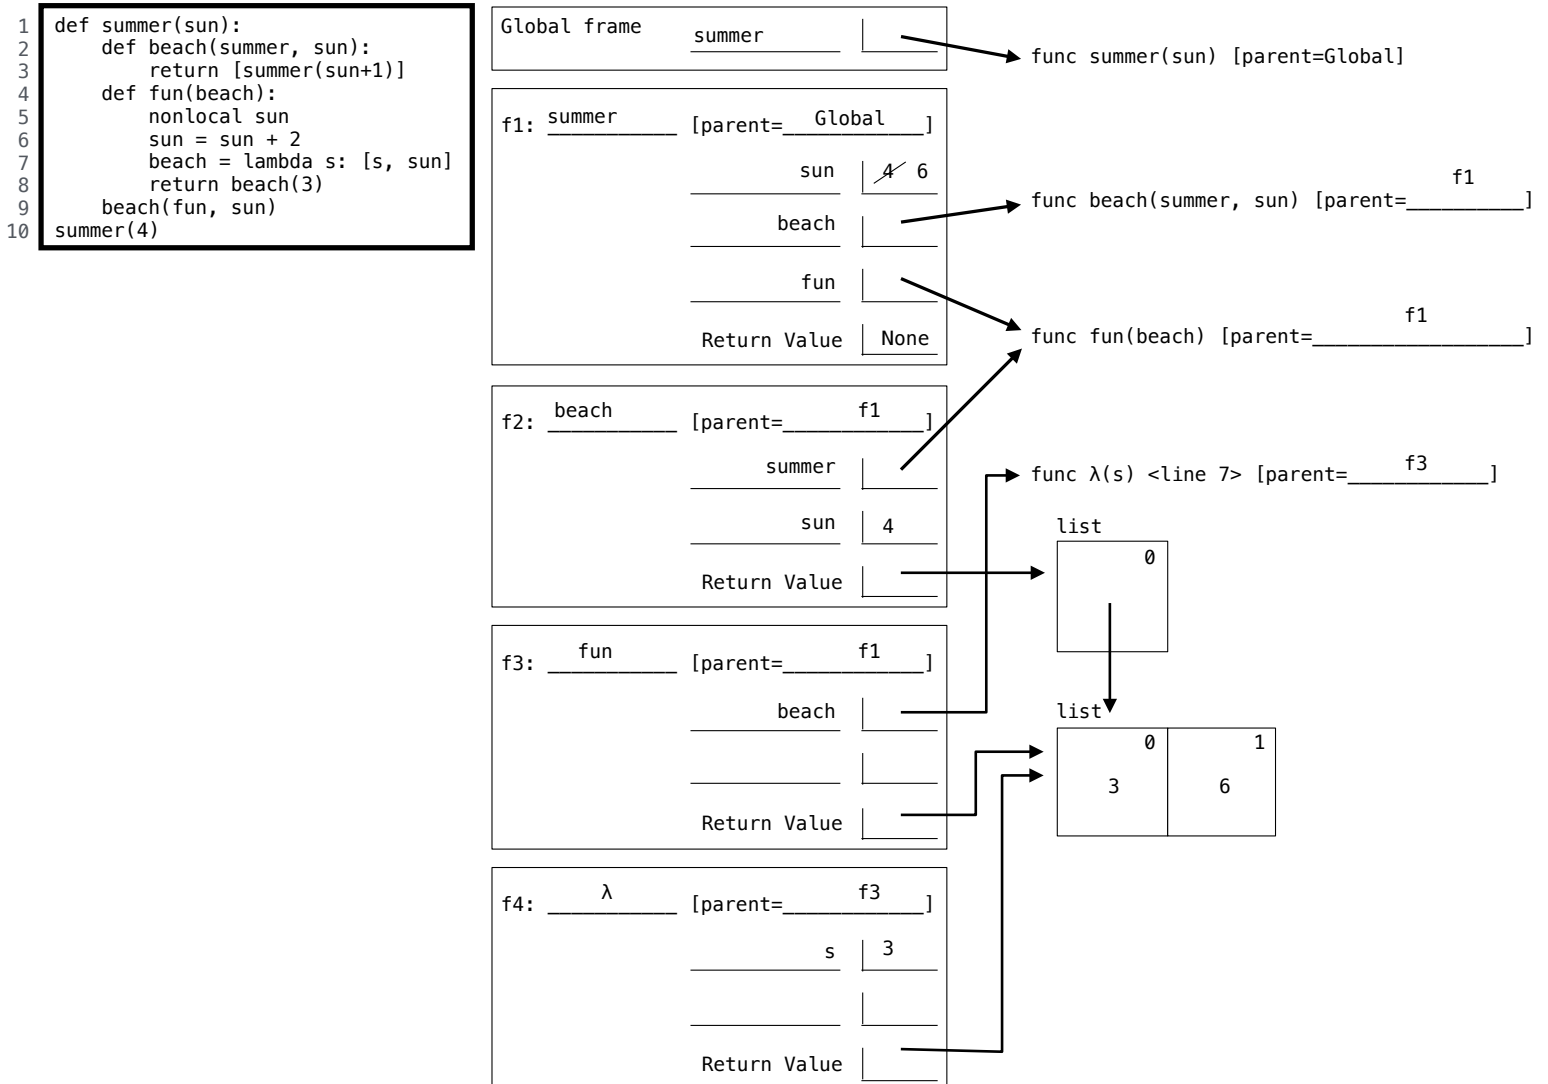 1 def summer(sun):
2     def beach(summer, sun):
3         return [summer(sun+1)]
4     def fun(beach):
5         nonlocal sun
6         sun = sun + 2
7         beach = lambda s: [s, sun]
8         return beach(3)
9     beach(fun, sun)
10 summer(4)
Global frame summer
func summer(sun) [parent=Global]
f1: summer [parent=Global]
sun 4 6
beach
func beach(summer, sun) [parent=f1]
fun
func fun(beach) [parent=f1]
Return Value None
f2: beach [parent=f1]
summer
func λ(s) <line 7> [parent=f3]
sun 4
Return Value
list
0
f3: fun [parent=f1]
beach
list
0 1
3 6
Return Value
f4: λ [parent=f3]
s 3
Return Value